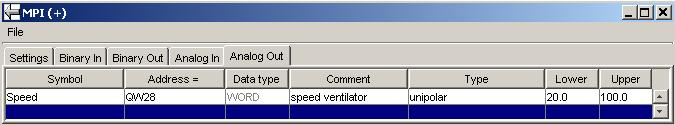 MPI (+)
File
Settings Binary In Binary Out Analog In Analog Out
Symbol Address = Data type Comment Type Lower Upper
Speed QW28 WORD speed ventilator unipolar 20.0 100.0